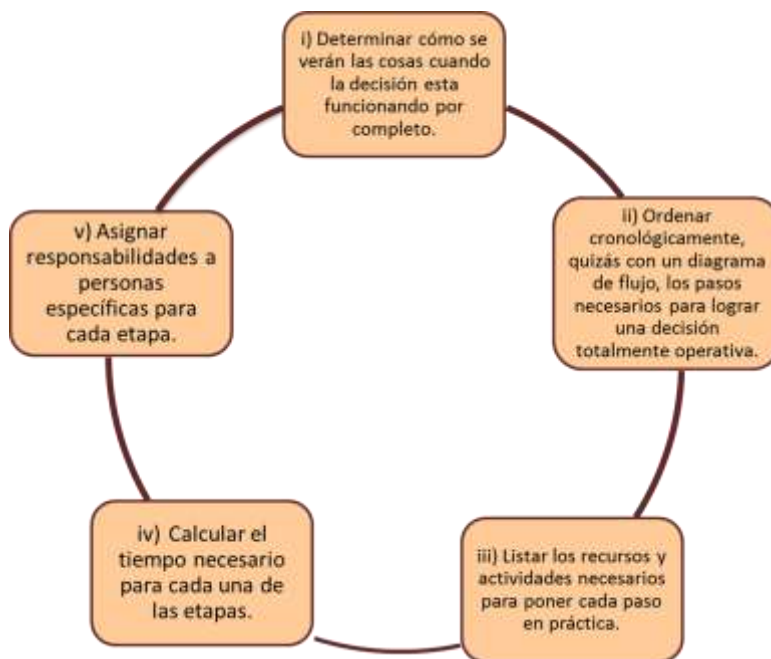 i) Determinar cómo se
verán las cosas cuando
la decisión esta
funcionando por
completo.
ii) Ordenar
cronológicamente,
quizás con un diagrama
de flujo, los pasos
necesarios para lograr
una decisión
totalmente operativa.
iii) Listar los recursos y
actividades necesarios
para poner cada paso
en práctica.
iv) Calcular el
tiempo necesario
para cada una de
las etapas.
v) Asignar
responsabilidades a
personas
específicas para
cada etapa.